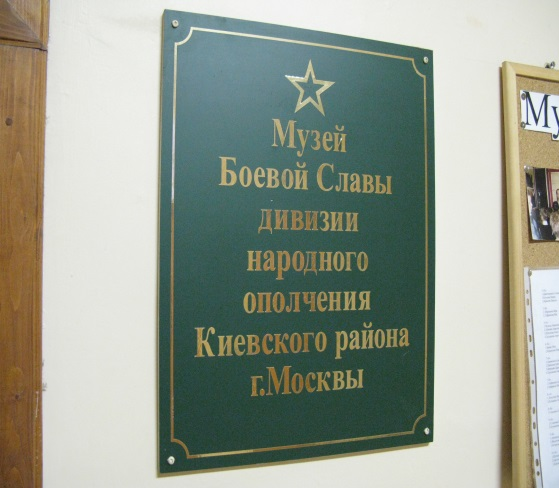 Музей
Боевой Славы
дивизии
народного
ополчения
Киевского района
г.Москвы